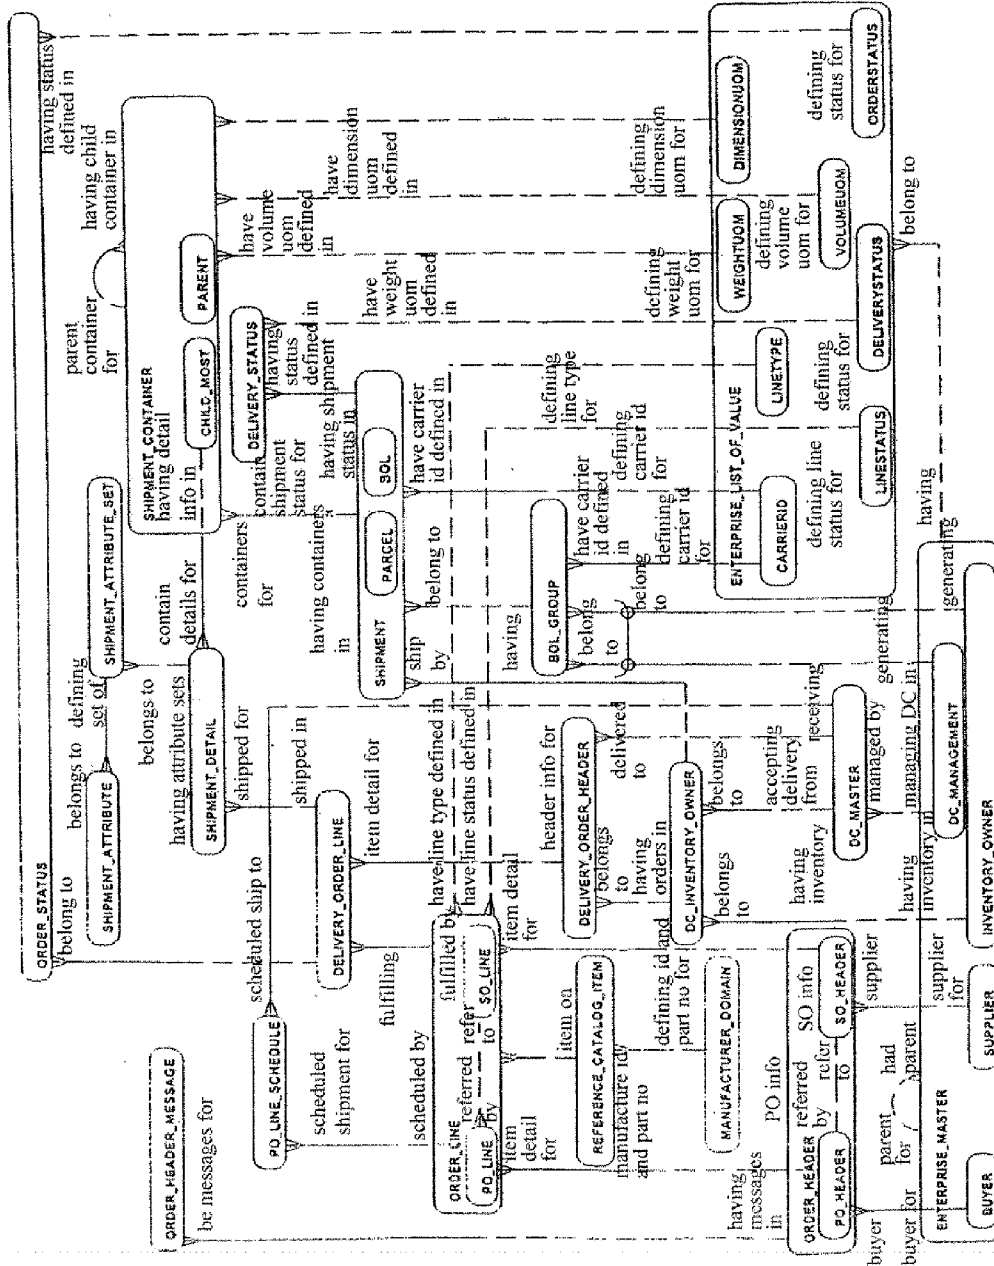 ORDER_STATUS
having status
defined in
belong to
having child
container in
parent
container
for
SHIPMENT_CONTAINER
having detail
info in
CHILD_MOST
PARENT
SHIPMENT_ATTRIBUTE_SET
defining
set of
belongs to
SHIPMENT_ATTRIBUTE
belongs to
having attribute sets
contain
details for
SHIPMENT_DETAIL
shipped for
shipped in
containers
for
having containers
in
have
volume
uom
defined
in
have
dimension
uom
defined
in
have
weight
uom
defined
in
DELIVERY_STATUS
having
status
defined in
contain
shipment
status for
having shipment
status in
ORDER_HEADER_MESSAGE
be messages for
PO_LINE_SCHEDULE
scheduled ship to
scheduled
shipment for
scheduled by
DELIVERY_ORDER_LINE
item detail for
fulfilling
fulfilled by
SHIPMENT
PARCEL
BOL
have carrier
id defined in
belong to
ship
by
have line type defined in
have line status defined in
ORDER_LINE
PO_LINE
SO_LINE
referred
by
refer
to
item
detail
for
item detail
for
having
BOL_GROUP
have carrier
id defined
in
belong
to
belong
to
defining
line type
for
defining
carrier id
for
defining
carrier id
for
defining
weight
uom for
defining
dimension
uom for
header info for
DELIVERY_ORDER_HEADER
delivered
to
belongs
to
having
orders in
item on
REFERENCE_CATALOG_ITEM
manufacture id
and part no
defining id and
part no for
MANUFACTURER_DOMAIN
DC_INVENTORY_OWNER
belongs
to
belongs
to
accepting
delivery
from
receiving
generating
having
inventory
DC_MASTER
managed by
managing DC in
DC_MANAGEMENT
having
inventory in
ENTERPRISE_LIST_OF_VALUE
CARRIERID
LINETYPE
WEIGHTUOM
DIMENSIONUOM
defining line
status for
defining
status for
defining
volume
uom for
defining
status for
LINESTATUS
DELIVERYSTATUS
VOLUMEUOM
ORDERSTATUS
belong to
having
generating
having
messages
in
PO info
SO info
ORDER_HEADER
PO_HEADER
SO_HEADER
referred
by
refer
to
supplier
supplier
for
buyer
buyer for
parent
for
had
parent
ENTERPRISE_MASTER
BUYER
SUPPLIER
INVENTORY_OWNER